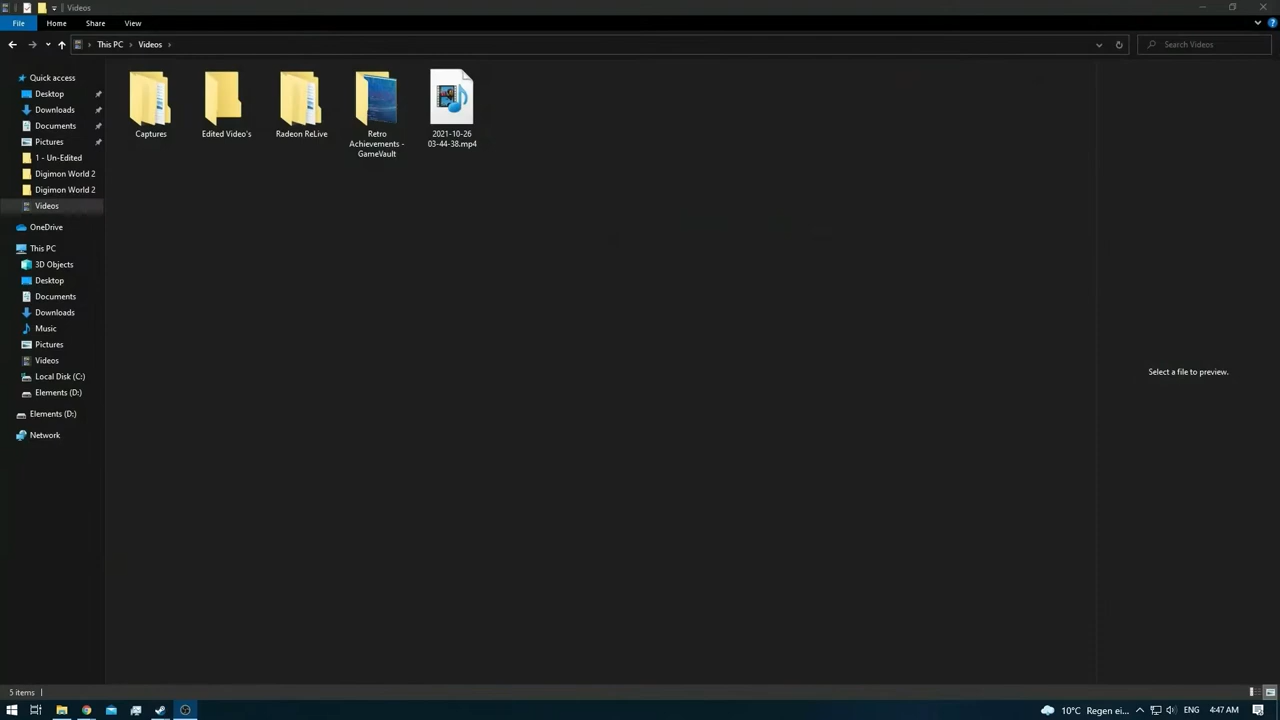 Videos
File
Home
Share
View
This PC
Videos
Search Videos
Quick access
Desktop
Downloads
Documents
Pictures
1 - Un-Edited
Digimon World 2
Digimon World 2
Videos
OneDrive
This PC
3D Objects
Desktop
Documents
Downloads
Music
Pictures
Videos
Local Disk (C:)
Elements (D:)
Elements (D:)
Network
Captures
Edited Video's
Radeon ReLive
Retro
Achievements -
GameVault
2021-10-26
03-44-38.mp4
Select a file to preview.
5 items
10°C Regen ei...
ENG
4:47 AM